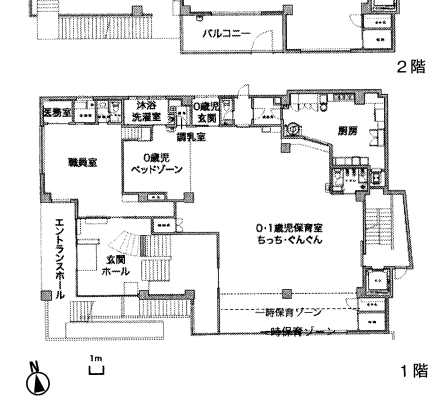 バルコニー
2階
医務室
沐浴
洗濯室
0歳児
玄関
調乳室
厨房
職員室
0歳児
ベッドゾーン
0・1歳児保育室
ちっち・ぐんぐん
エントランスホール
玄関
ホール
一時保育ゾーン
一時保育ゾーン
N
1m
1階